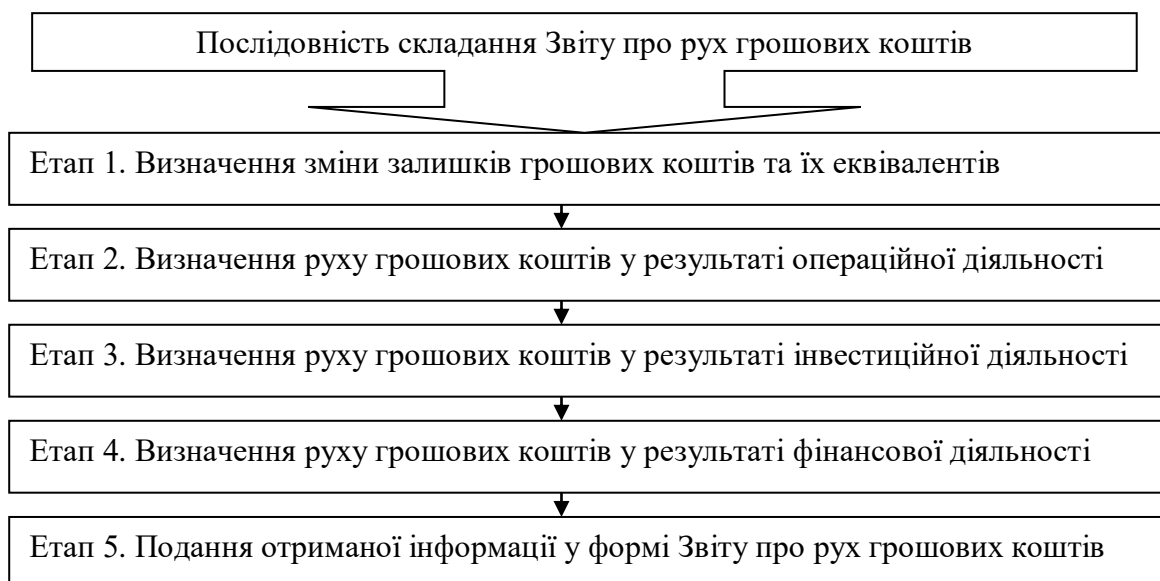 Послідовність складання Звіту про рух грошових коштів
Етап 1. Визначення зміни залишків грошових коштів та їх еквівалентів
Етап 2. Визначення руху грошових коштів у результаті операційної діяльності
Етап 3. Визначення руху грошових коштів у результаті інвестиційної діяльності
Етап 4. Визначення руху грошових коштів у результаті фінансової діяльності
Етап 5. Подання отриманої інформації у формі Звіту про рух грошових коштів